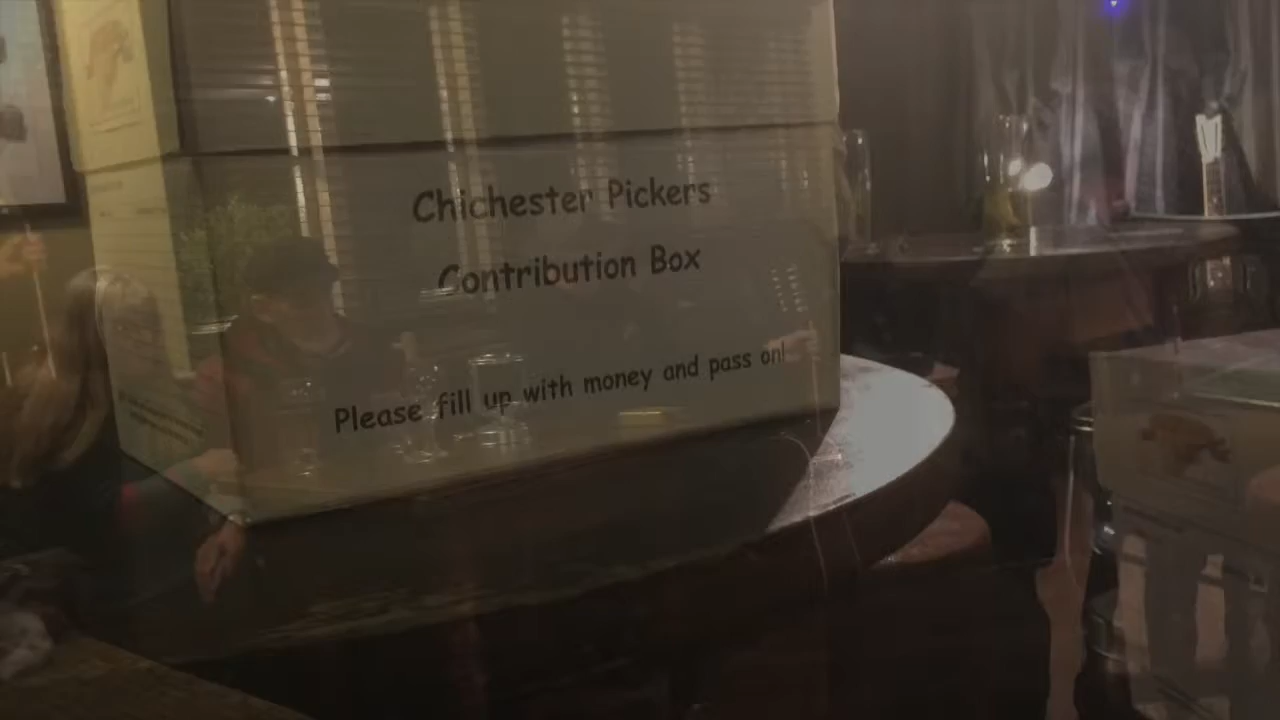 Chichester Pickers
Contribution Box
Please fill up with money and pass on!